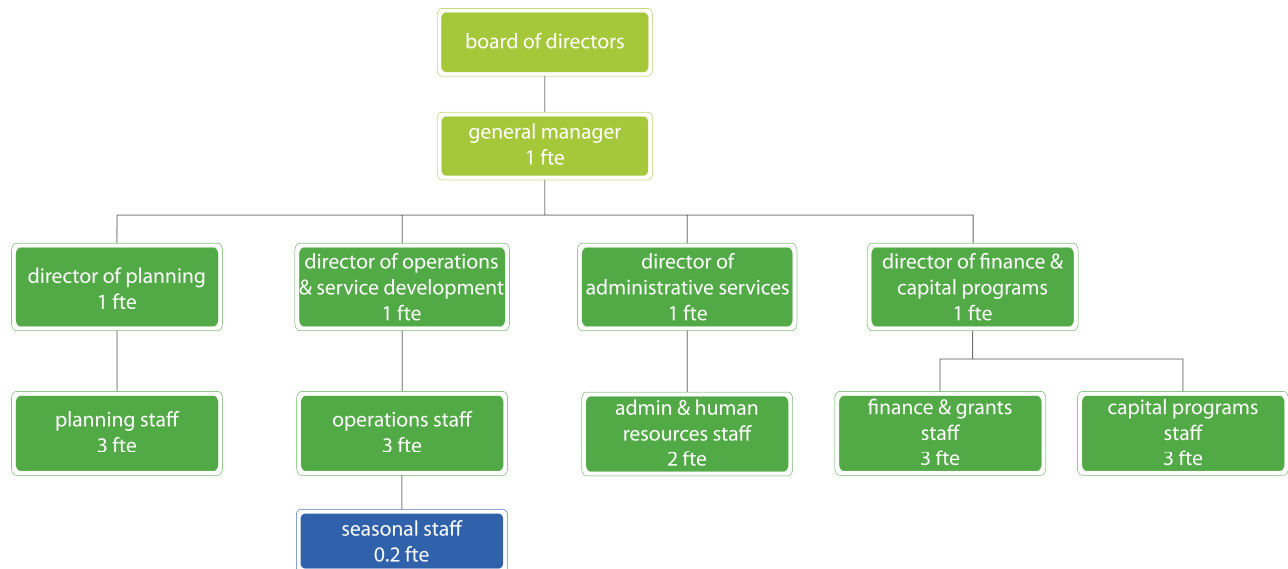 board of directors
general manager
1 fte
director of planning
1 fte
director of operations
& service development
1 fte
director of
administrative services
1 fte
director of finance &
capital programs
1 fte
planning staff
3 fte
operations staff
3 fte
admin & human
resources staff
2 fte
finance & grants
staff
3 fte
capital programs
staff
3 fte
seasonal staff
0.2 fte